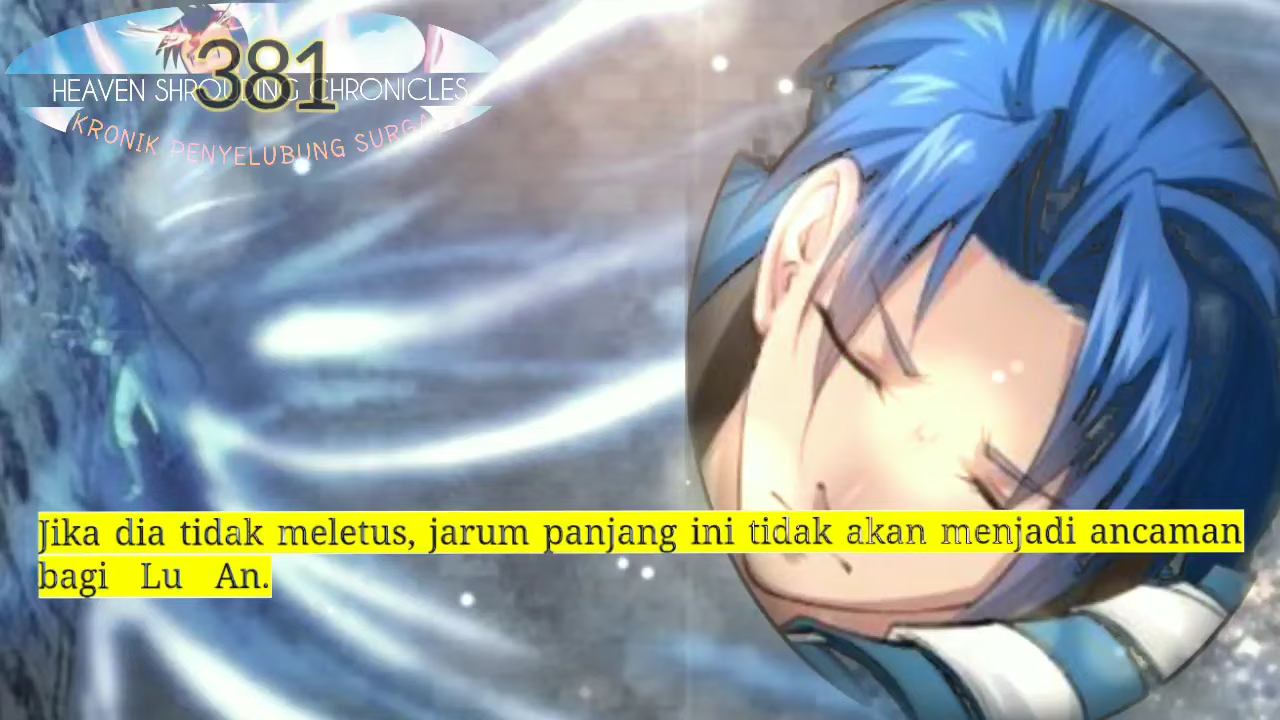 381
HEAVEN SHROUDING CHRONICLES
KRONIK PENYELUBUNG SURGA
Jika dia tidak meletus, jarum panjang ini tidak akan menjadi ancaman
bagi Lu An.